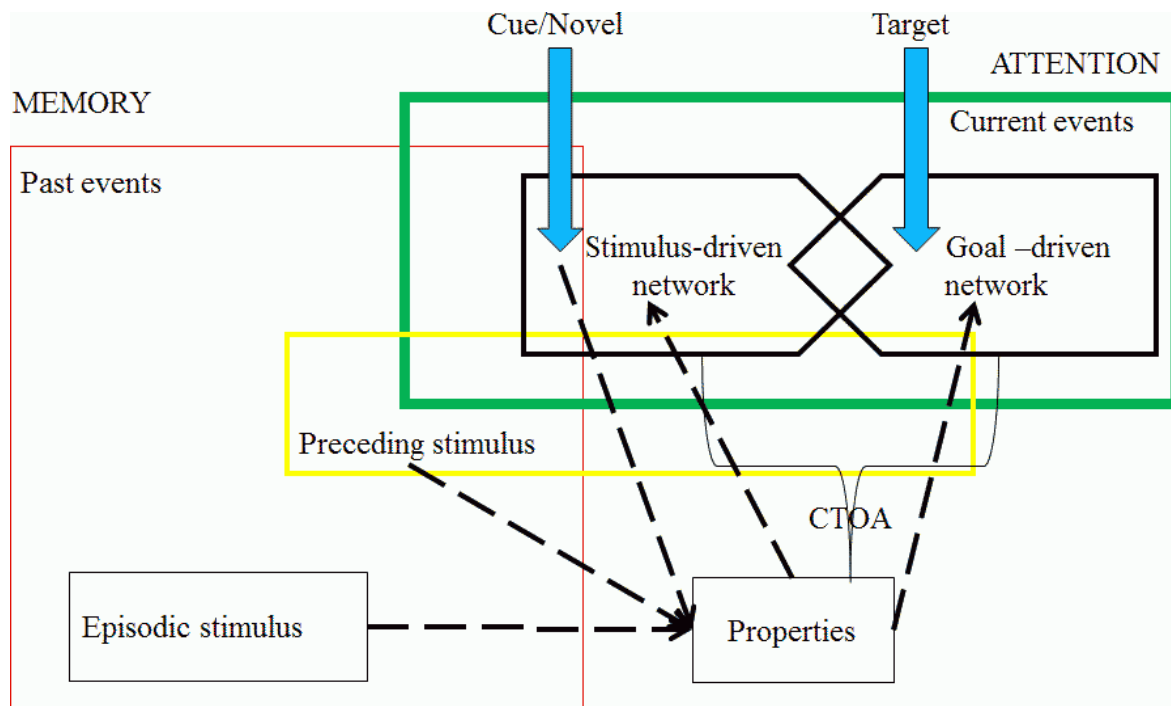 Cue/Novel
Target
ATTENTION
MEMORY
Current events
Past events
Stimulus-driven
network
Goal –driven
network
Preceding stimulus
CTOA
Episodic stimulus
Properties